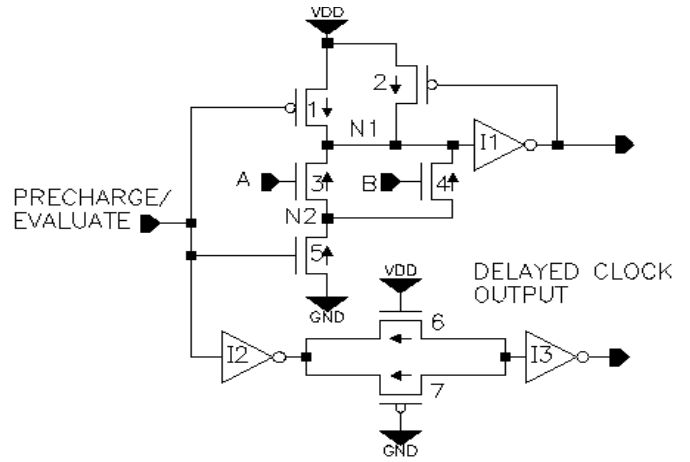 VDD
2
1
N1
I1
A
3
B
4
PRECHARGE/
EVALUATE
N2
5
VDD
DELAYED CLOCK
OUTPUT
GND
6
I2
I3
7
GND